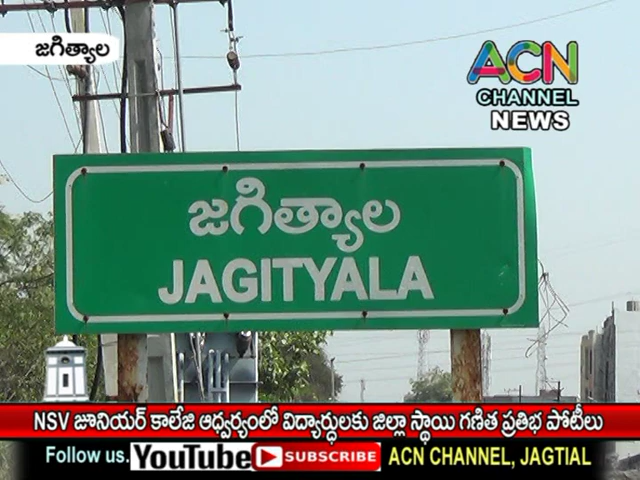 జగిత్యాల
ACN
CHANNEL
NEWS
జగిత్యాల
JAGITYALA
NSV జూనియర్ కాలేజి ఆధ్వర్యంలో విద్యార్థులకు జిల్లా స్థాయి గణిత ప్రతిభ పోటీలు
Follow us. YouTube SUBSCRIBE ACN CHANNEL, JAGTIAL